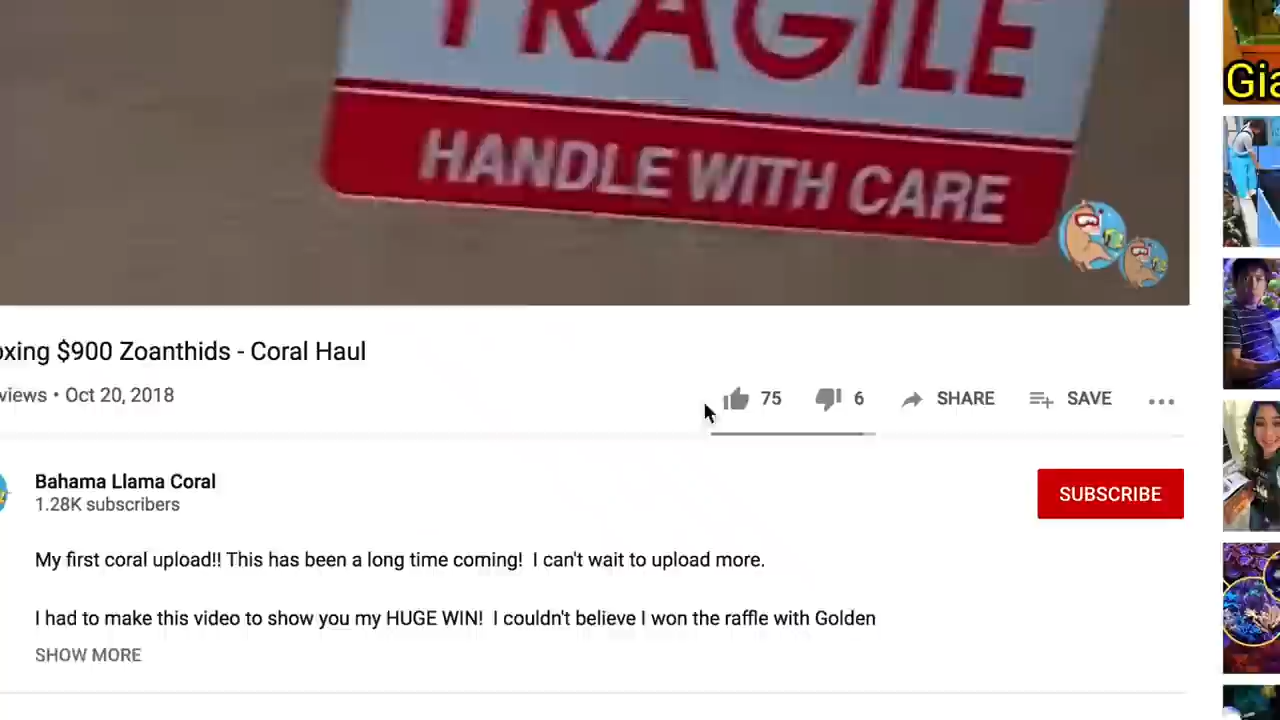 FRAGILE
HANDLE WITH CARE
Gia
oxing $900 Zoanthids - Coral Haul
views • Oct 20, 2018
75
6
SHARE
SAVE
Bahama Llama Coral
1.28K subscribers
SUBSCRIBE
My first coral upload!! This has been a long time coming!  I can't wait to upload more.
I had to make this video to show you my HUGE WIN!  I couldn't believe I won the raffle with Golden
SHOW MORE